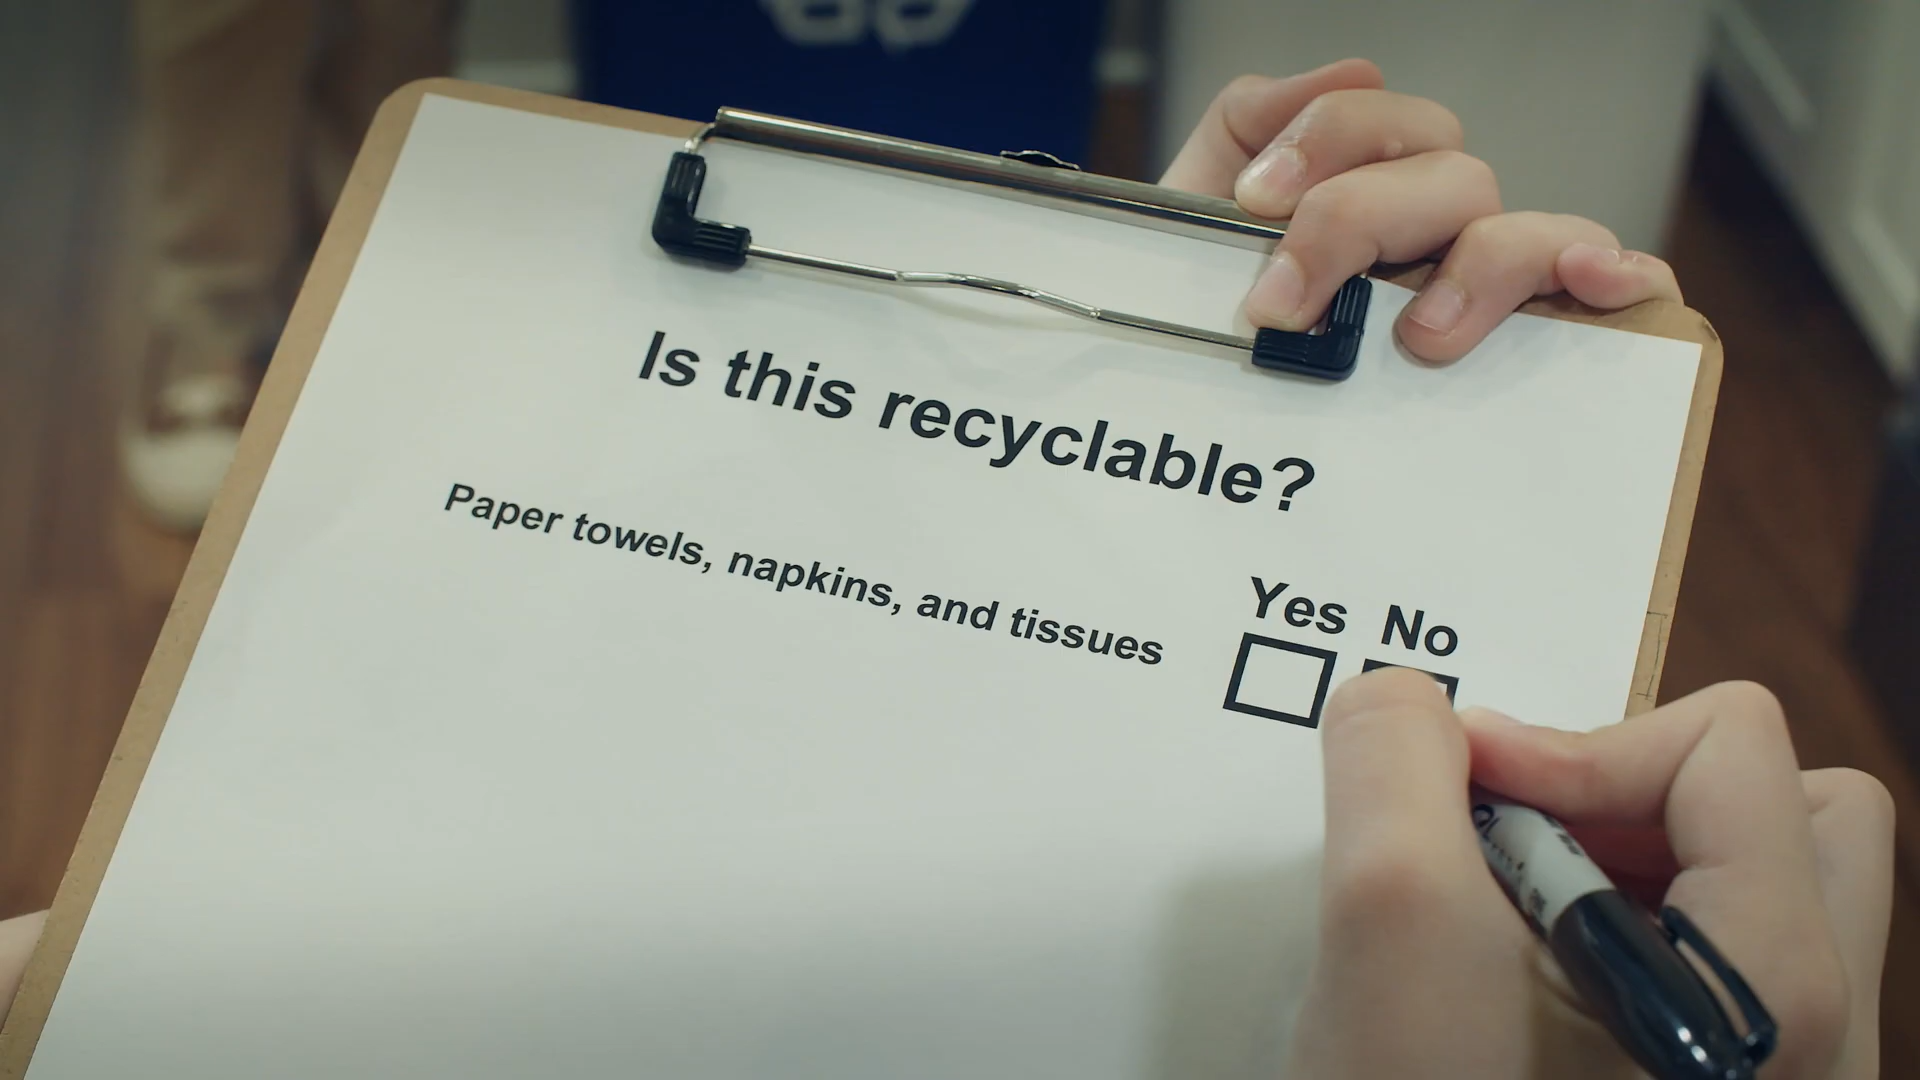 Is this recyclable?
Paper towels, napkins, and tissues
Yes No